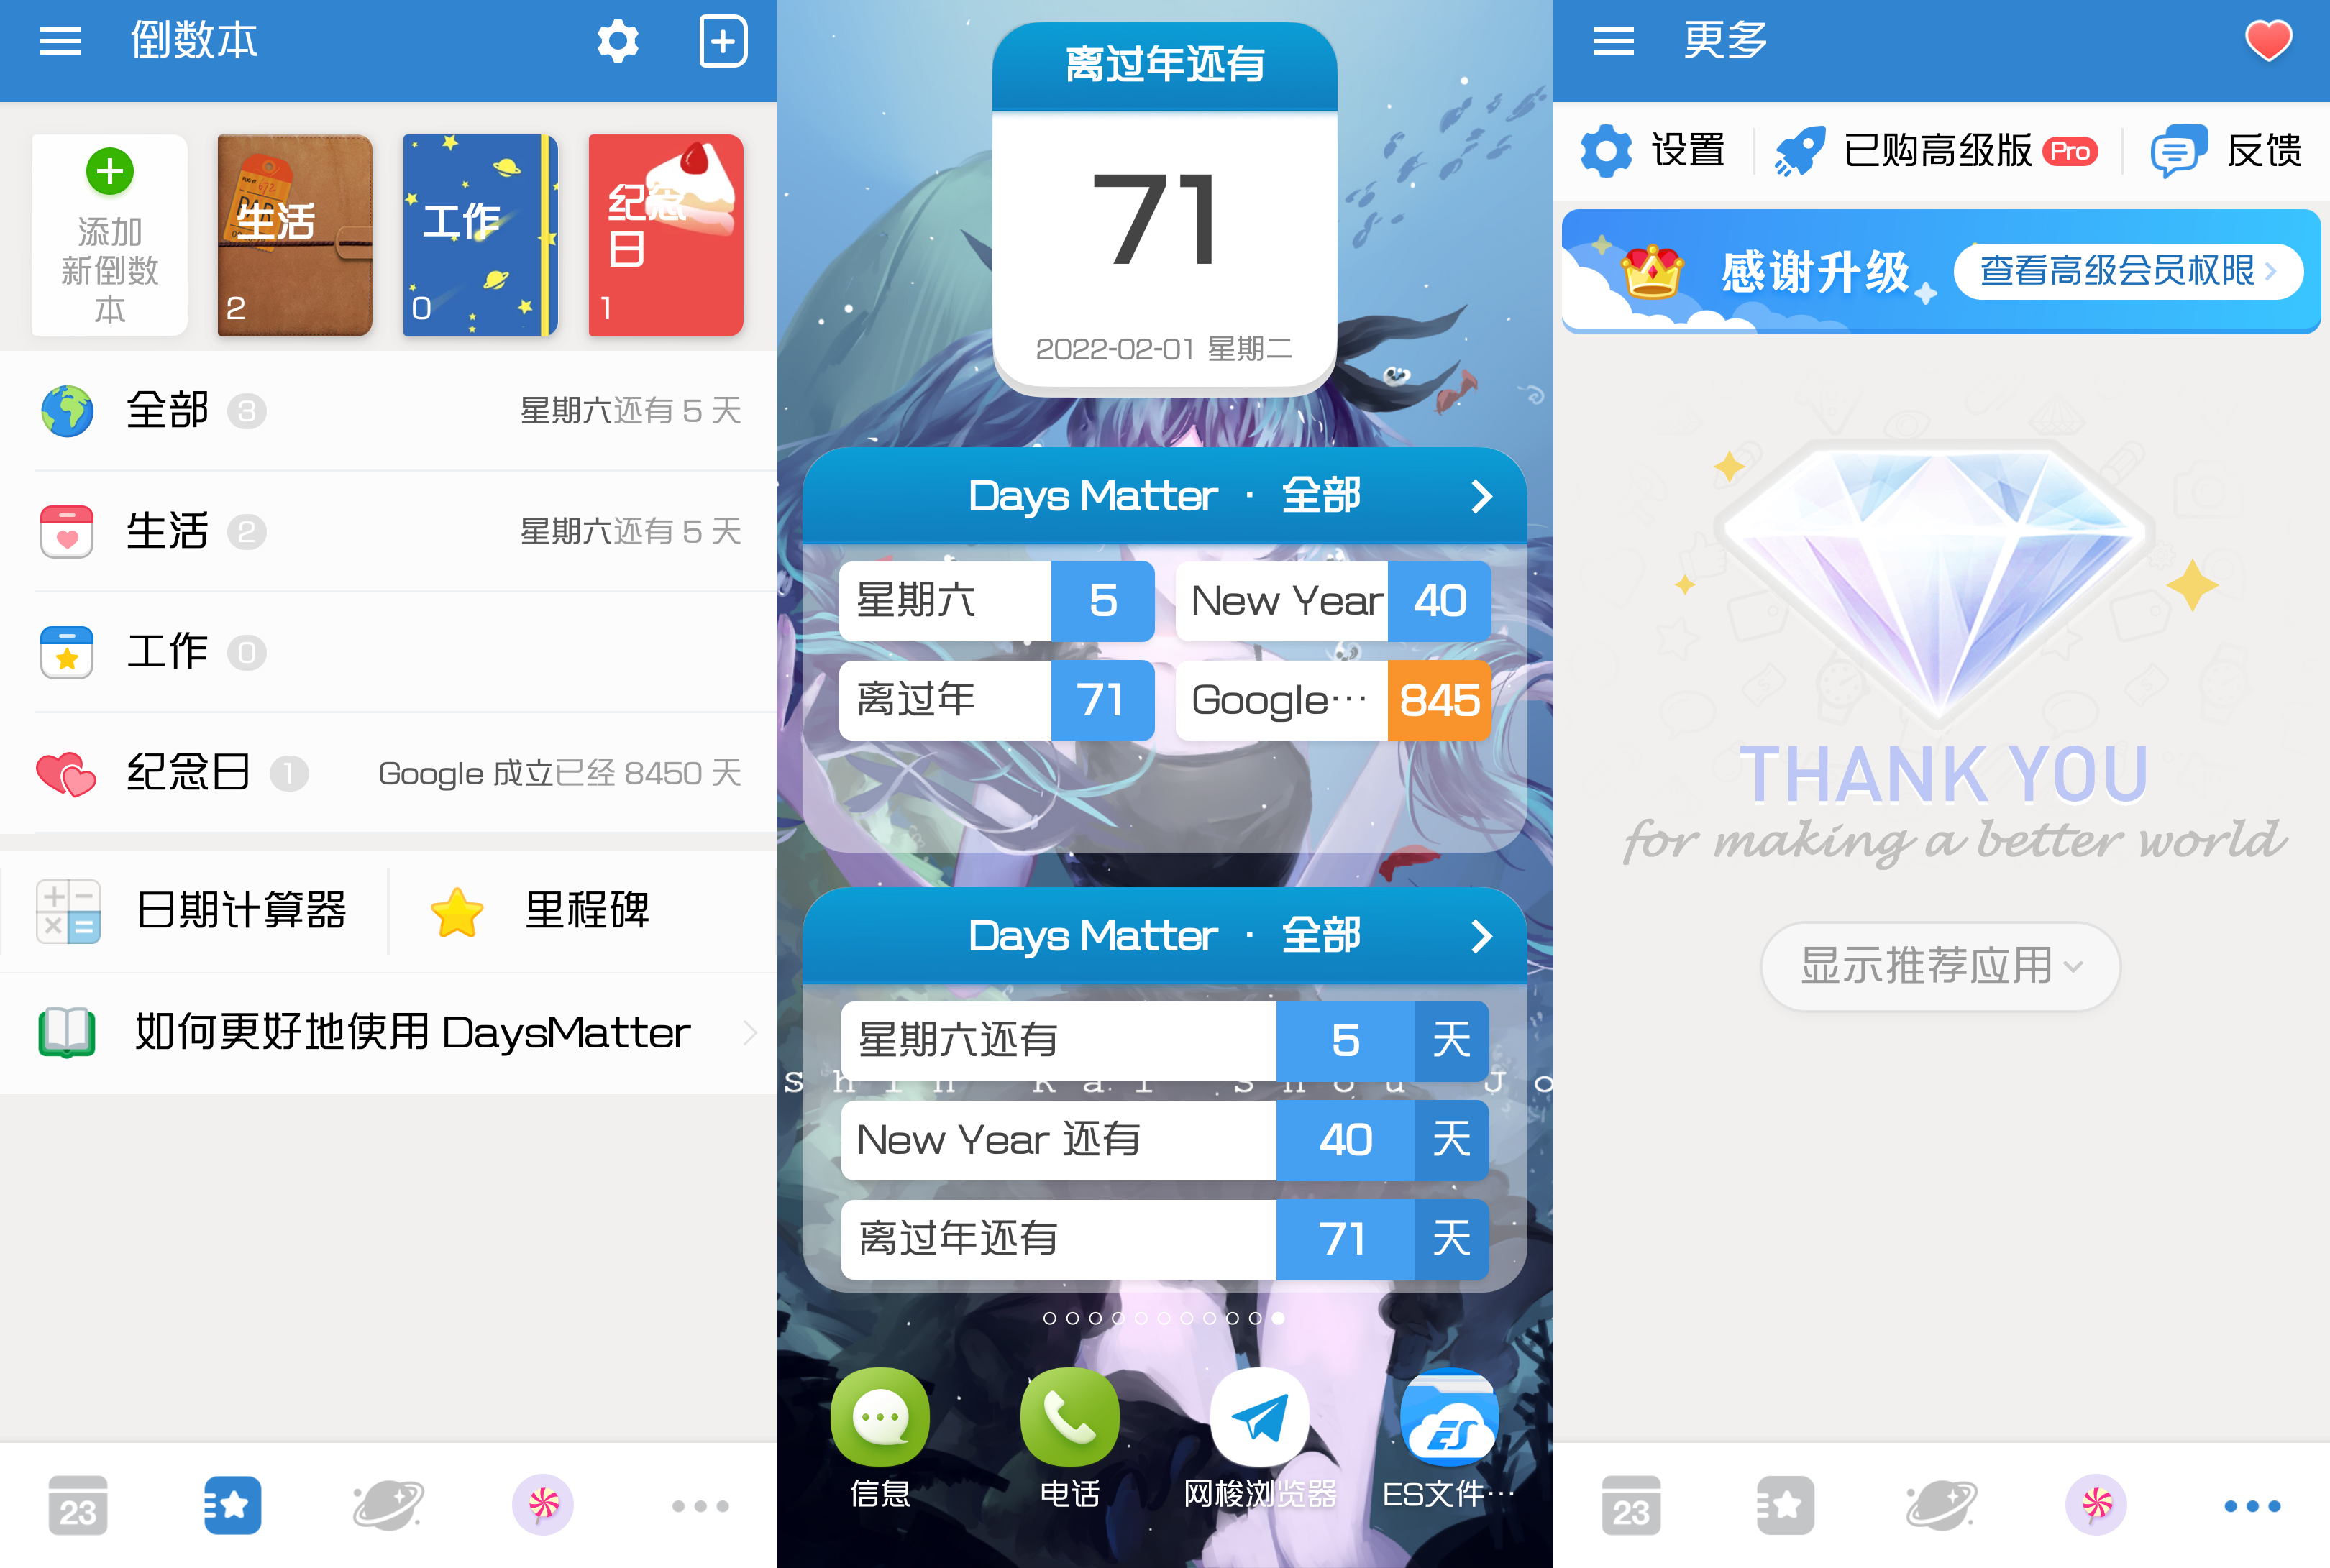 倒数本
添加
新倒数
本
生活
2
工作
0
纪念
日
1
全部 3 星期六还有 5 天
生活 2 星期六还有 5 天
工作 0
纪念日 1 Google 成立已经 8450 天
日期计算器 里程碑
如何更好地使用 DaysMatter
23
离过年还有
71
2022-02-01 星期二
Days Matter · 全部
星期六 5 New Year 40
离过年 71 Google… 845
Days Matter · 全部
星期六还有 5 天
New Year 还有 40 天
离过年还有 71 天
信息 电话 网梭浏览器 ES文件…
ES
更多
设置 已购高级版 Pro 反馈
感谢升级 查看高级会员权限
THANK YOU
for making a better world
显示推荐应用
23